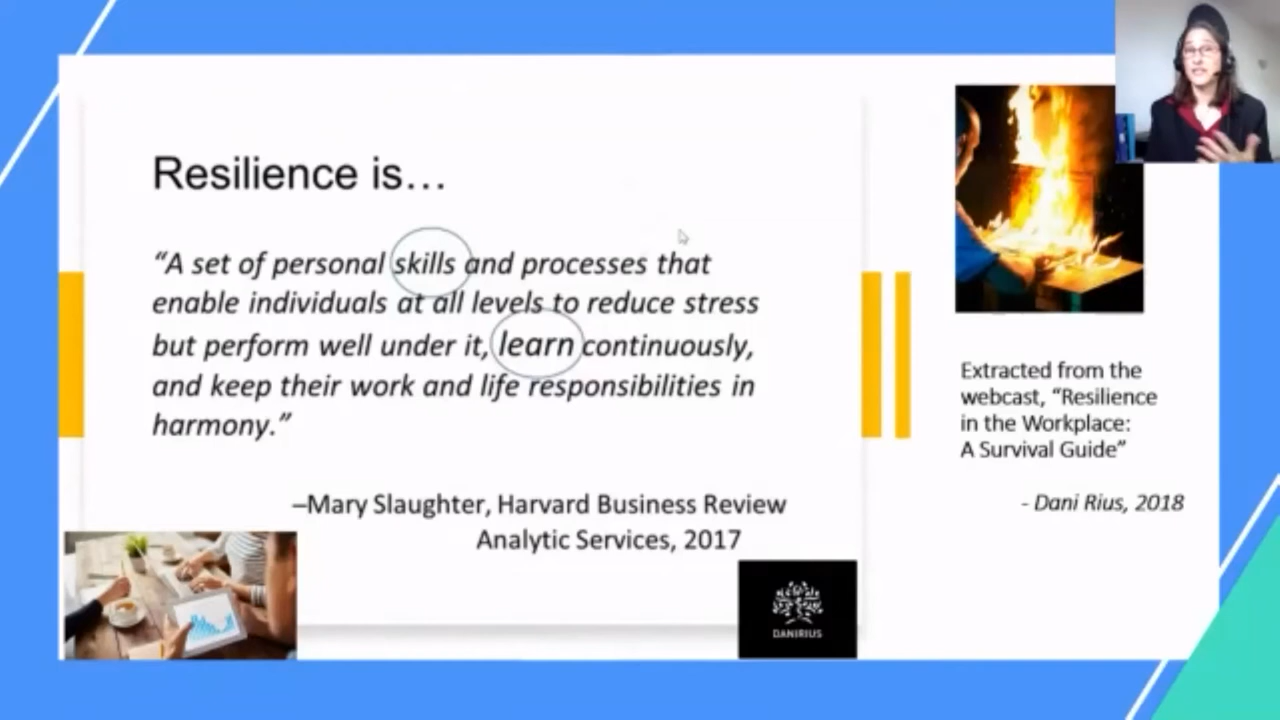 Resilience is…
“A set of personal skills and processes that
enable individuals at all levels to reduce stress
but perform well under it, learn continuously,
and keep their work and life responsibilities in
harmony.”
–Mary Slaughter, Harvard Business Review
Analytic Services, 2017
DANIRIUS
Extracted from the
webcast, “Resilience
in the Workplace:
A Survival Guide”
- Dani Rius, 2018